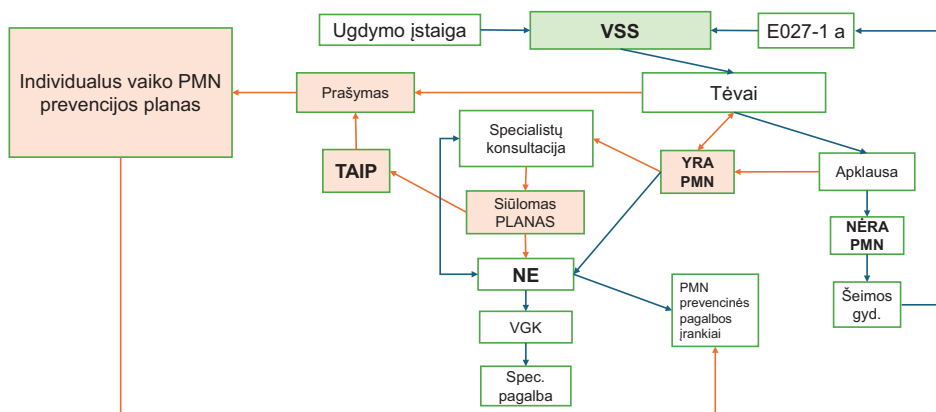 Ugdymo įstaiga
VSS
E027-1 a
Individualus vaiko PMN
prevencijos planas
Prašymas
Tėvai
Specialistų
konsultacija
TAIP
YRA
PMN
Apklausa
Siūlomas
PLANAS
NĖRA
PMN
NE
PMN
prevencinės
pagalbos
įrankiai
Šeimos
gyd.
VGK
Spec.
pagalba